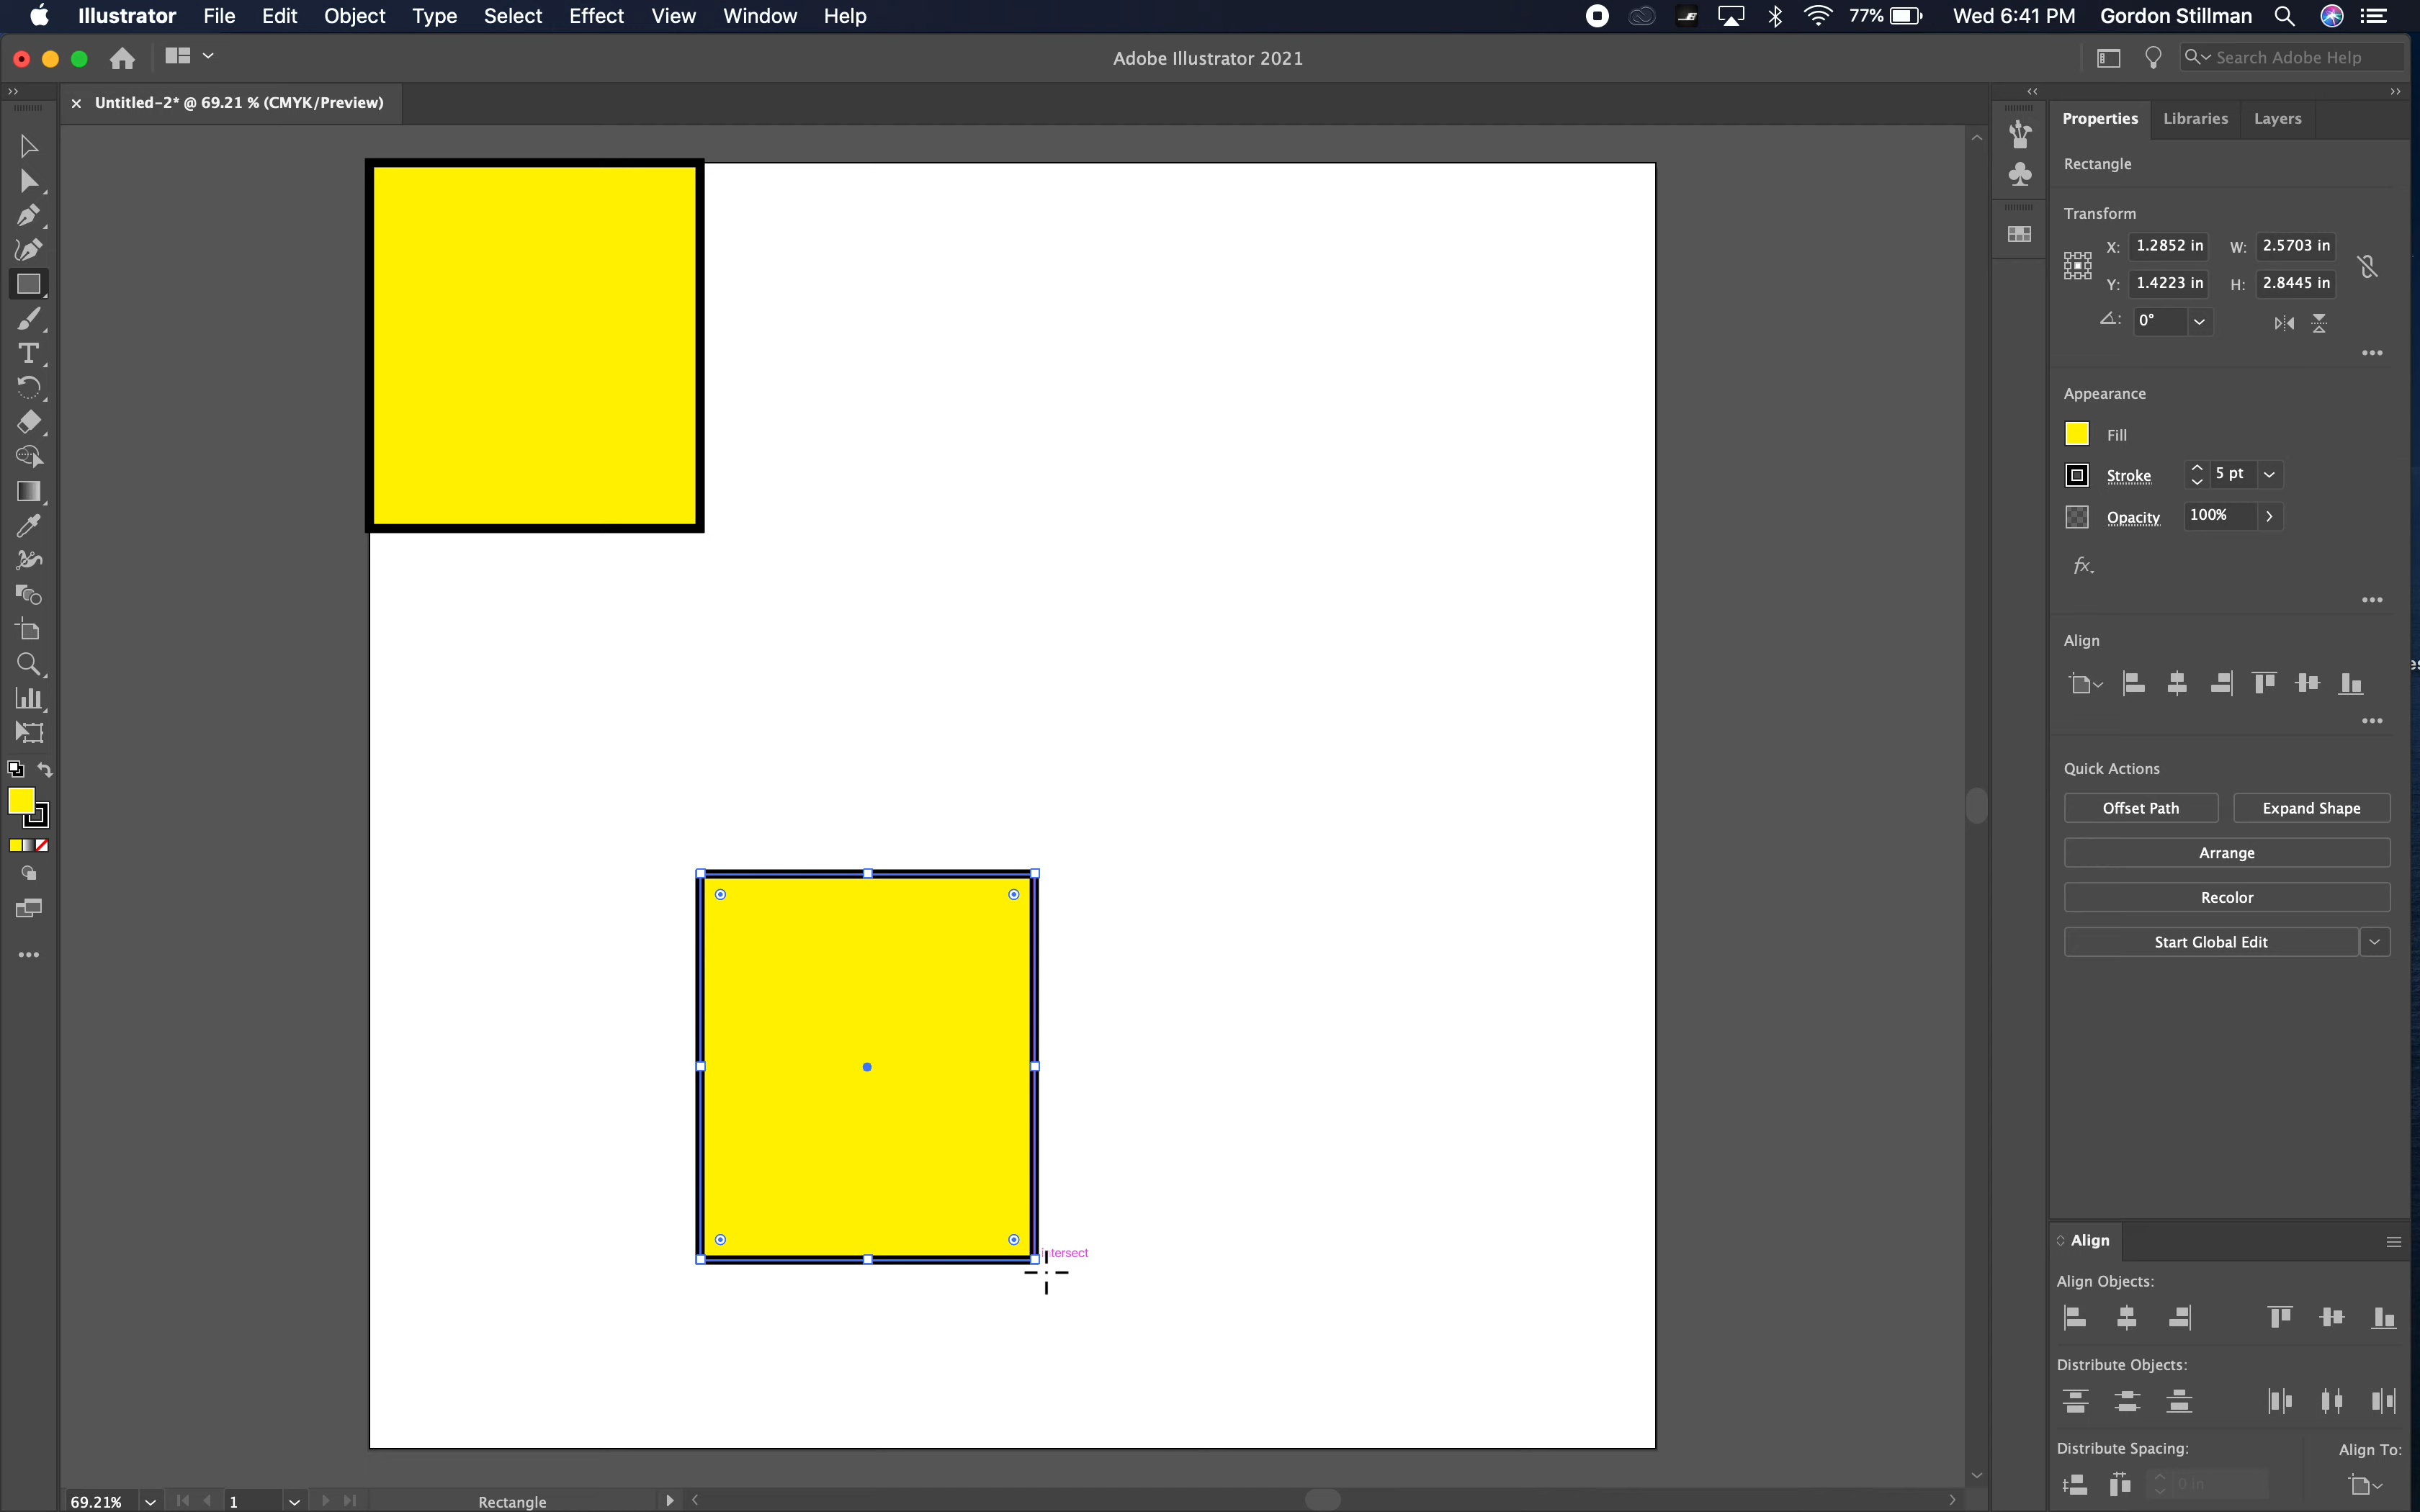 Illustrator File Edit Object Type Select Effect View Window Help 77% Wed 6:41 PM Gordon Stillman
Adobe Illustrator 2021 Search Adobe Help
Untitled-2* @ 69.21 % (CMYK/Preview)
Properties Libraries Layers
Rectangle
Transform
X: 1.2852 in W: 2.5703 in
Y: 1.4223 in H: 2.8445 in
0°
Appearance
Fill
Stroke 5 pt
Opacity 100%
fx.
Align
Quick Actions
Offset Path Expand Shape
Arrange
Recolor
Start Global Edit
Align
Align Objects:
Distribute Objects:
Distribute Spacing: Align To:
0 in
69.21% 1 Rectangle